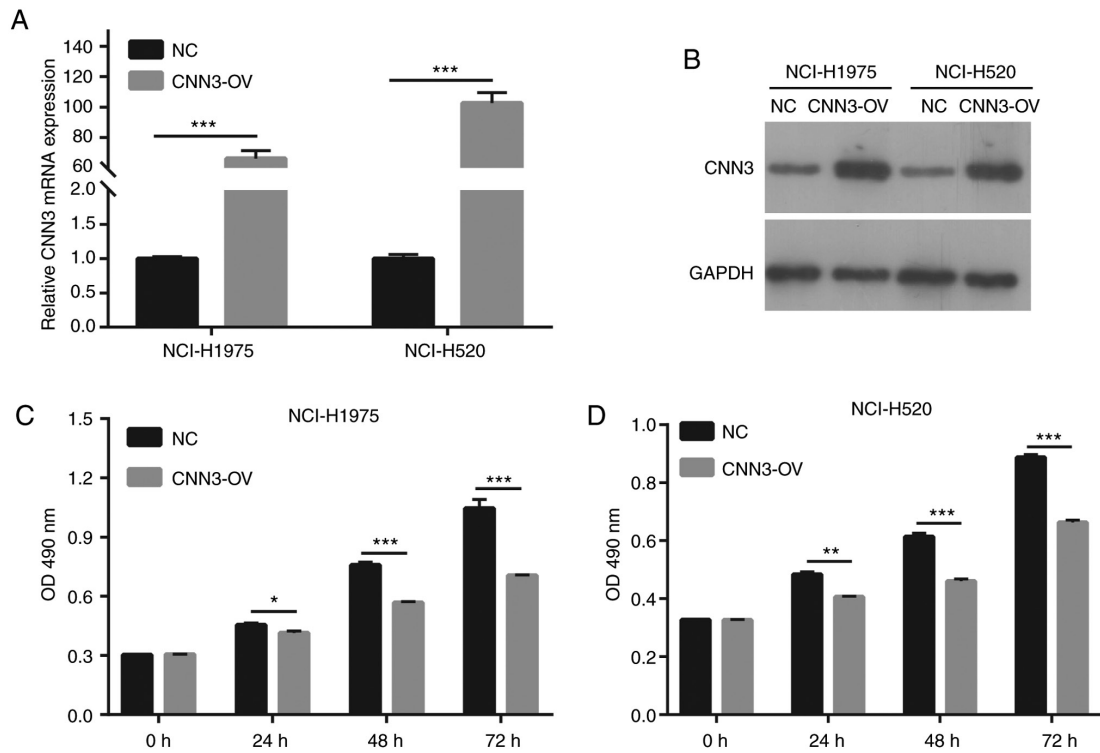 A
Relative CNN3 mRNA expression
140
120
100
80
60
2.0
1.5
1.0
0.5
0.0
NC
CNN3-OV
***
***
NCI-H1975
NCI-H520
B
NCI-H1975 NCI-H520
NC CNN3-OV NC CNN3-OV
CNN3
GAPDH
C
NCI-H1975
OD 490 nm
1.5
1.2
0.9
0.6
0.3
0.0
NC
CNN3-OV
*
***
***
0 h 24 h 48 h 72 h
D
NCI-H520
OD 490 nm
1.0
0.8
0.6
0.4
0.2
0.0
NC
CNN3-OV
**
***
***
0 h 24 h 48 h 72 h